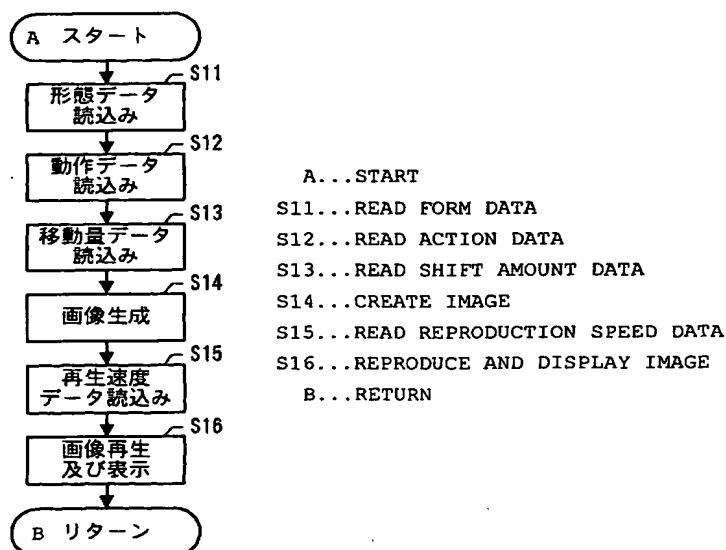 A スタート
S11
形態データ
読込み
S12
動作データ
読込み
S13
移動量データ
読込み
S14
画像生成
S15
再生速度
データ読込み
S16
画像再生
及び表示
B リターン
A...START
S11...READ FORM DATA
S12...READ ACTION DATA
S13...READ SHIFT AMOUNT DATA
S14...CREATE IMAGE
S15...READ REPRODUCTION SPEED DATA
S16...REPRODUCE AND DISPLAY IMAGE
B...RETURN